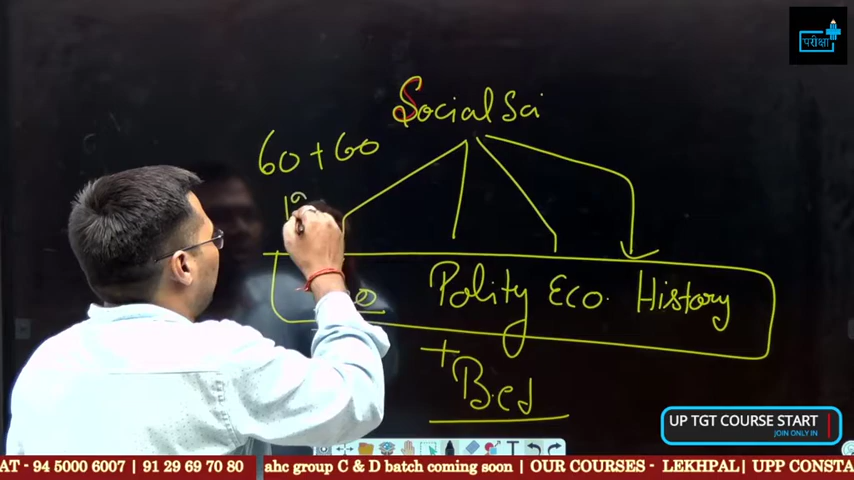 परीक्षा
Social Sci
60 + 60
Polity Eco. History
+
B.ed
UP TGT COURSE START
JOIN ONLY IN
AT - 94 5000 6007 | 91 29 69 70 80 ahc group C & D batch coming soon | OUR COURSES - LEKHPAL| UPP CONSTA